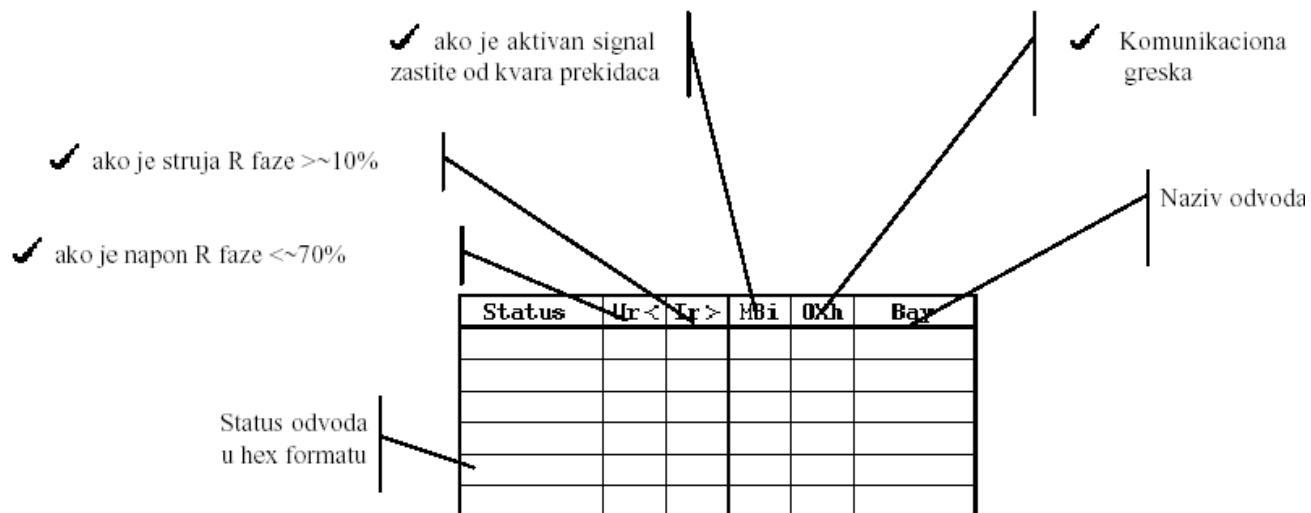 ✓ ako je aktivan signal
zastite od kvara prekidaca
✓ Komunikaciona
greska
✓ ako je struja R faze >~10%
Naziv odvoda
✓ ako je napon R faze <~70%
Status Ur< Ir> MBi OXh Bay
Status odvoda
u hex formatu